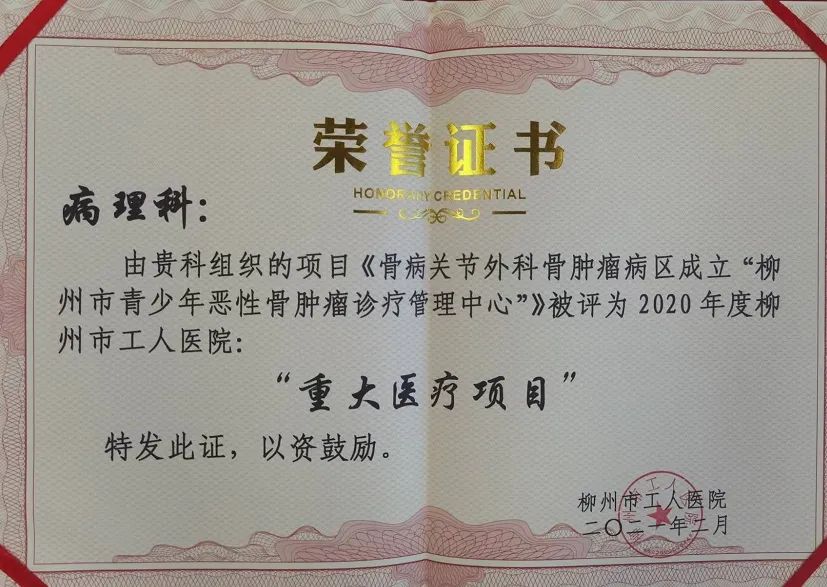 荣誉证书
HONORARY CREDENTIAL
病理科：
由贵科组织的项目《骨病关节外科骨肿瘤病区成立“柳
州市青少年恶性骨肿瘤诊疗管理中心”》被评为2020年度柳
州市工人医院：
“重大医疗项目”
特发此证，以资鼓励。
柳州市工人医院
二〇二一年二月